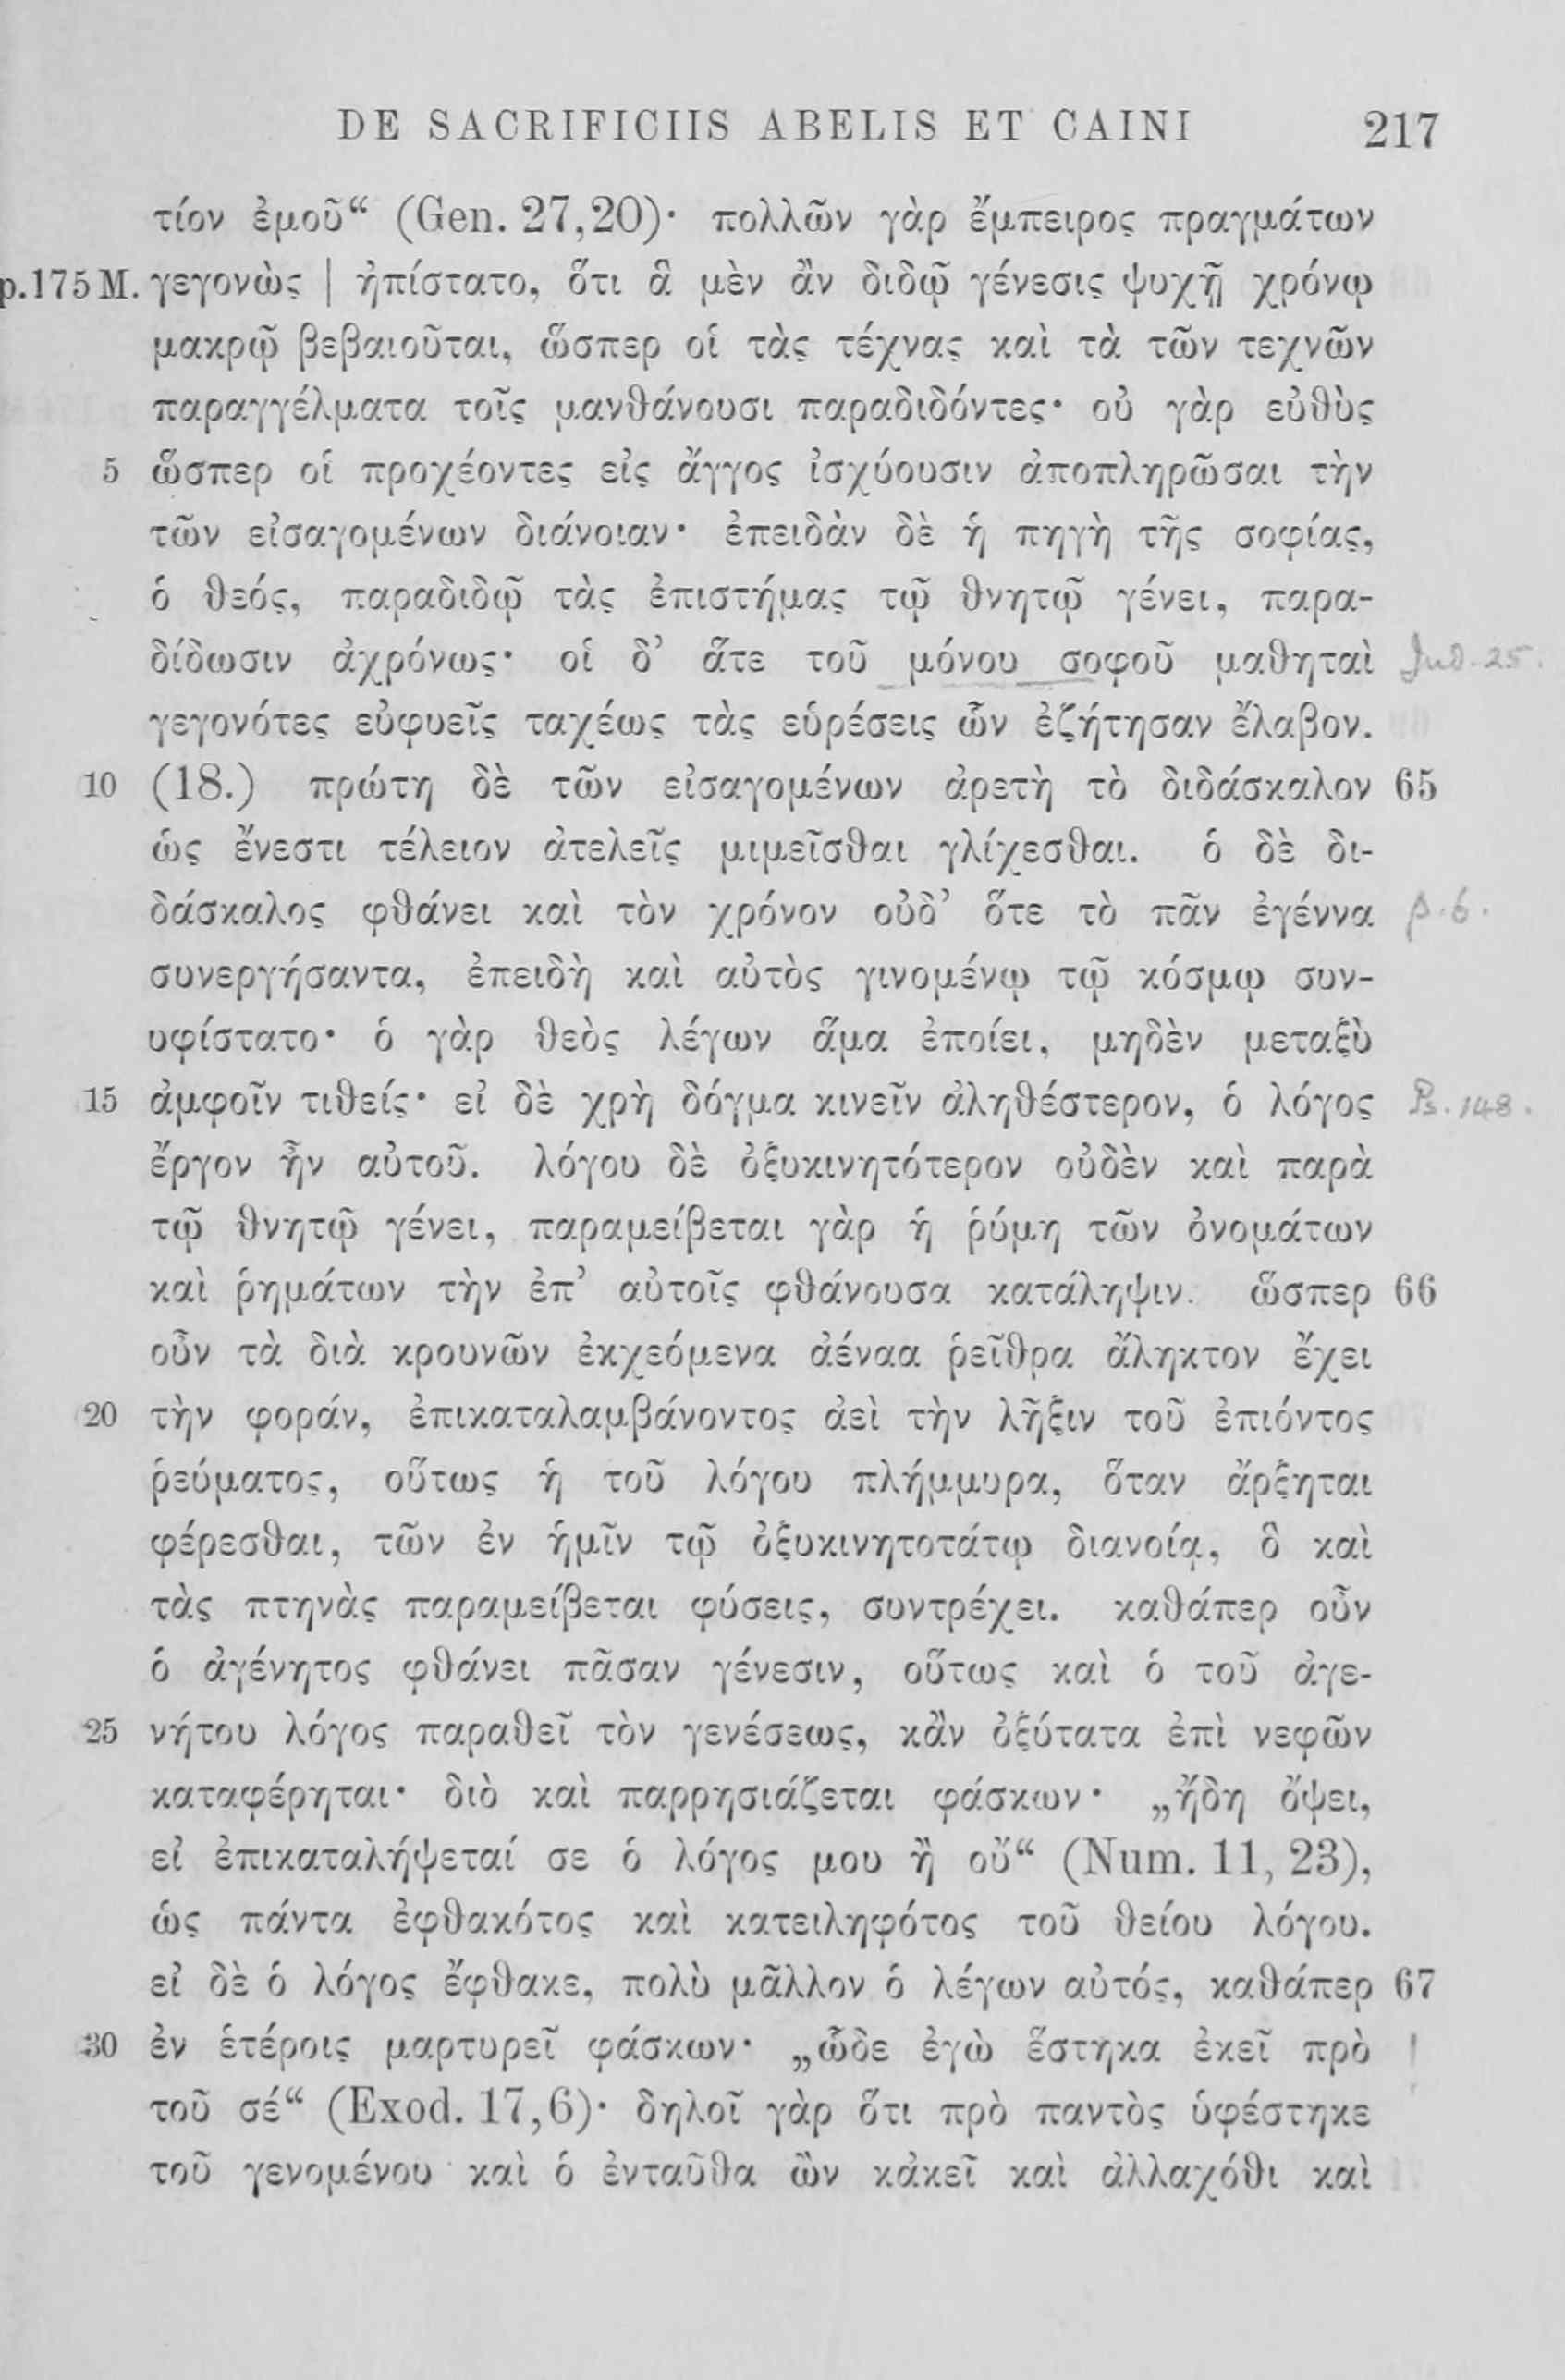 DE SACRIFICIIS ABELIS ET CAINI 217
τίον ἐμοῦ“ (Gen. 27,20)· πολλῶν γὰρ ἔμπειρος πραγμάτων
p.175 M. γεγονὼς | ἠπίστατο, ὅτι ἃ μὲν ἂν διδῷ γένεσις ψυχῇ χρόνῳ
μακρῷ βεβαιοῦται, ὥσπερ οἱ τὰς τέχνας καὶ τὰ τῶν τεχνῶν
παραγγέλματα τοῖς μανθάνουσι παραδιδόντες· οὐ γὰρ εὐθὺς
5 ὥσπερ οἱ προχέοντες εἰς ἄγγος ἰσχύουσιν ἀποπληρῶσαι τὴν
τῶν εἰσαγομένων διάνοιαν· ἐπειδὰν δὲ ἡ πηγὴ τῆς σοφίας,
ὁ θεός, παραδιδῷ τὰς ἐπιστήμας τῷ θνητῷ γένει, παρα-
δίδωσιν ἀχρόνως· οἱ δ’ ἅτε τοῦ μόνου σοφοῦ μαθηταὶ Jud. 25.
γεγονότες εὐφυεῖς ταχέως τὰς εὑρέσεις ὧν ἐζήτησαν ἔλαβον.
10 (18.) πρώτη δὲ τῶν εἰσαγομένων ἀρετὴ τὸ διδάσκαλον 65
ὡς ἔνεστι τέλειον ἀτελεῖς μιμεῖσθαι γλίχεσθαι. ὁ δὲ δι-
δάσκαλος φθάνει καὶ τὸν χρόνον οὐδ’ ὅτε τὸ πᾶν ἐγέννα p. 6.
συνεργήσαντα, ἐπειδὴ καὶ αὐτὸς γινομένῳ τῷ κόσμῳ συν-
υφίστατο· ὁ γὰρ θεὸς λέγων ἅμα ἐποίει, μηδὲν μεταξὺ
15 ἀμφοῖν τιθείς· εἰ δὲ χρὴ δόγμα κινεῖν ἀληθέστερον, ὁ λόγος Ps. 148.
ἔργον ἦν αὐτοῦ. λόγου δὲ ὀξυκινητότερον οὐδὲν καὶ παρὰ
τῷ θνητῷ γένει, παραμείβεται γὰρ ἡ ῥύμη τῶν ὀνομάτων
καὶ ῥημάτων τὴν ἐπ’ αὐτοῖς φθάνουσα κατάληψιν. ὥσπερ 66
οὖν τὰ διὰ κρουνῶν ἐκχεόμενα ἀέναα ῥεῖθρα ἄληκτον ἔχει
20 τὴν φοράν, ἐπικαταλαμβάνοντος ἀεὶ τὴν λῆξιν τοῦ ἐπιόντος
ῥεύματος, οὕτως ἡ τοῦ λόγου πλήμμυρα, ὅταν ἄρξηται
φέρεσθαι, τῶν ἐν ἡμῖν τῷ ὀξυκινητοτάτῳ διανοίᾳ, ὃ καὶ
τὰς πτηνὰς παραμείβεται φύσεις, συντρέχει. καθάπερ οὖν
ὁ ἀγένητος φθάνει πᾶσαν γένεσιν, οὕτως καὶ ὁ τοῦ ἀγε-
25 νήτου λόγος παραθεῖ τὸν γενέσεως, κἂν ὀξύτατα ἐπὶ νεφῶν
καταφέρηται· διὸ καὶ παρρησιάζεται φάσκων· „ἤδη ὄψει,
εἰ ἐπικαταλήψεταί σε ὁ λόγος μου ἢ οὔ“ (Num. 11, 23),
ὡς πάντα ἐφθακότος καὶ κατειληφότος τοῦ θείου λόγου.
εἰ δὲ ὁ λόγος ἔφθακε, πολὺ μᾶλλον ὁ λέγων αὐτός, καθάπερ 67
30 ἐν ἑτέροις μαρτυρεῖ φάσκων· „ὧδε ἐγὼ ἕστηκα ἐκεῖ πρὸ
τοῦ σέ“ (Exod. 17,6)· δηλοῖ γὰρ ὅτι πρὸ παντὸς ὑφέστηκε
τοῦ γενομένου καὶ ὁ ἐνταῦθα ὢν κἀκεῖ καὶ ἀλλαχόθι καὶ